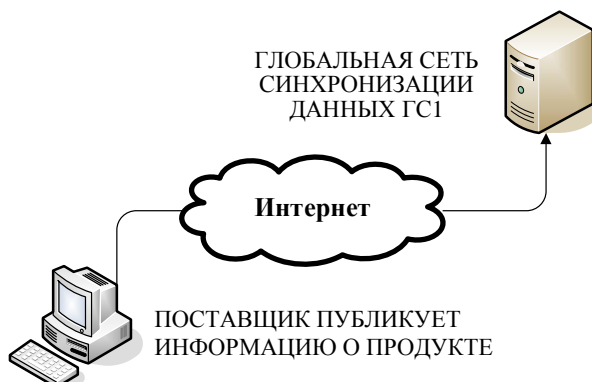 ГЛОБАЛЬНАЯ СЕТЬ
СИНХРОНИЗАЦИИ
ДАННЫХ ГС1
Интернет
ПОСТАВЩИК ПУБЛИКУЕТ
ИНФОРМАЦИЮ О ПРОДУКТЕ